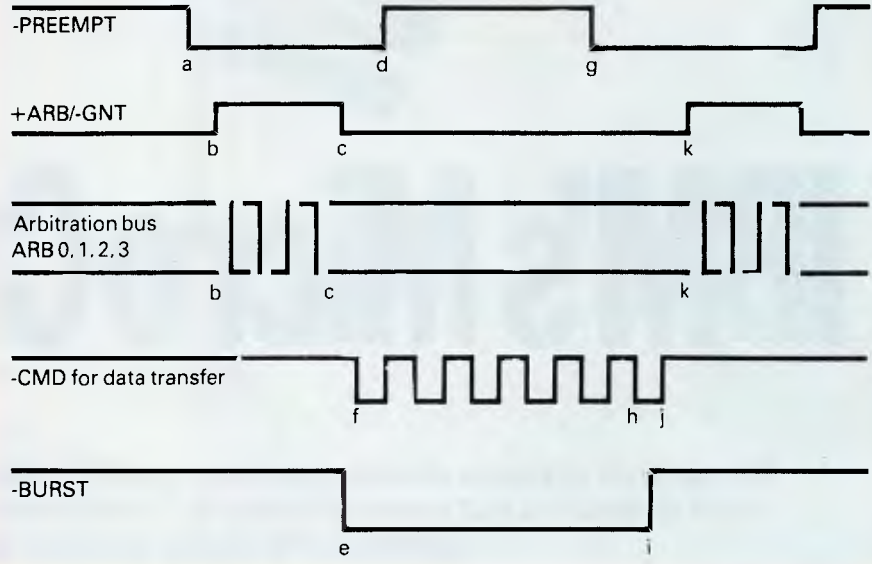 -PREEMPT
a
d
g
+ARB/-GNT
b
c
k
Arbitration bus
ARB 0, 1, 2, 3
b
c
k
-CMD for data transfer
f
h
j
-BURST
e
i